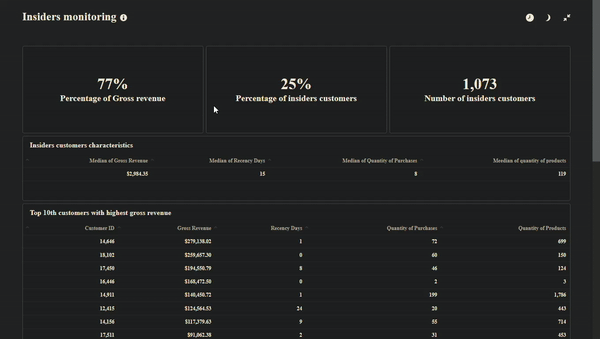 Insiders monitoring
77%
Percentage of Gross revenue
25%
Percentage of insiders customers
1,073
Number of insiders customers
Insiders customers characteristics
Median of Gross Revenue Median of Recency Days Median of Quantity of Purchases Meedian of quantity of products
$2,984.35 15 8 119
Top 10th customers with highest gross revenue
Customer ID Gross Revenue Recency Days Quantity of Purchases Quantity of Products
14,646 $279,138.02 1 72 699
18,102 $259,657.30 0 60 150
17,450 $194,550.79 8 46 124
16,446 $168,472.50 0 2 3
14,911 $140,450.72 1 199 1,786
12,415 $124,564.53 24 20 443
14,156 $117,379.63 9 55 714
17,511 $91,062.38 2 31 453